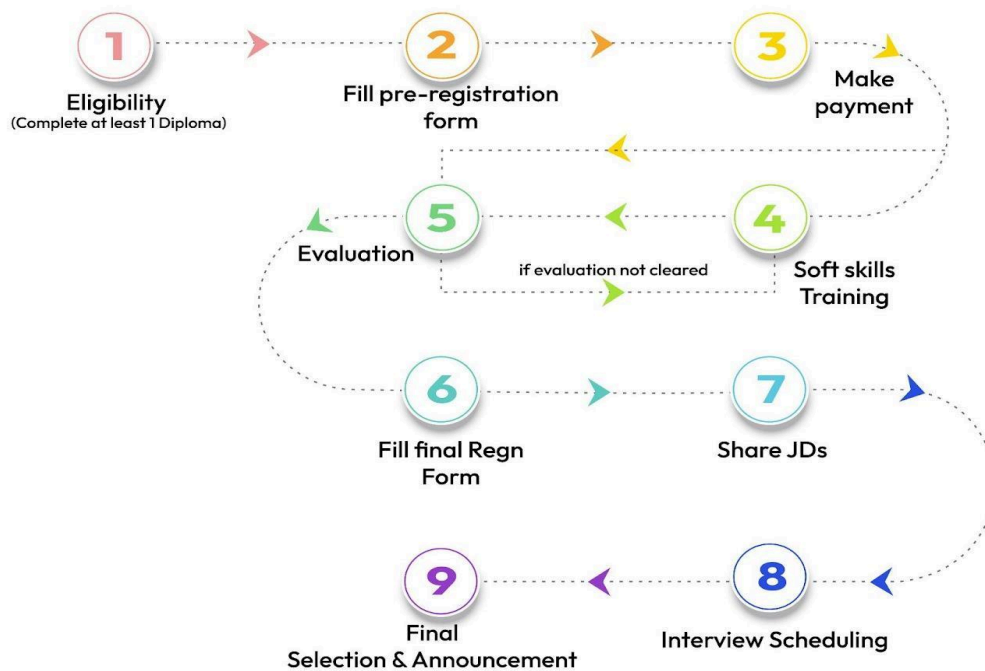 1
Eligibility
(Complete at least 1 Diploma)
2
Fill pre-registration
form
3
Make
payment
4
Soft skills
Training
5
Evaluation
if evaluation not cleared
6
Fill final Regn
Form
7
Share JDs
8
Interview Scheduling
9
Final
Selection & Announcement